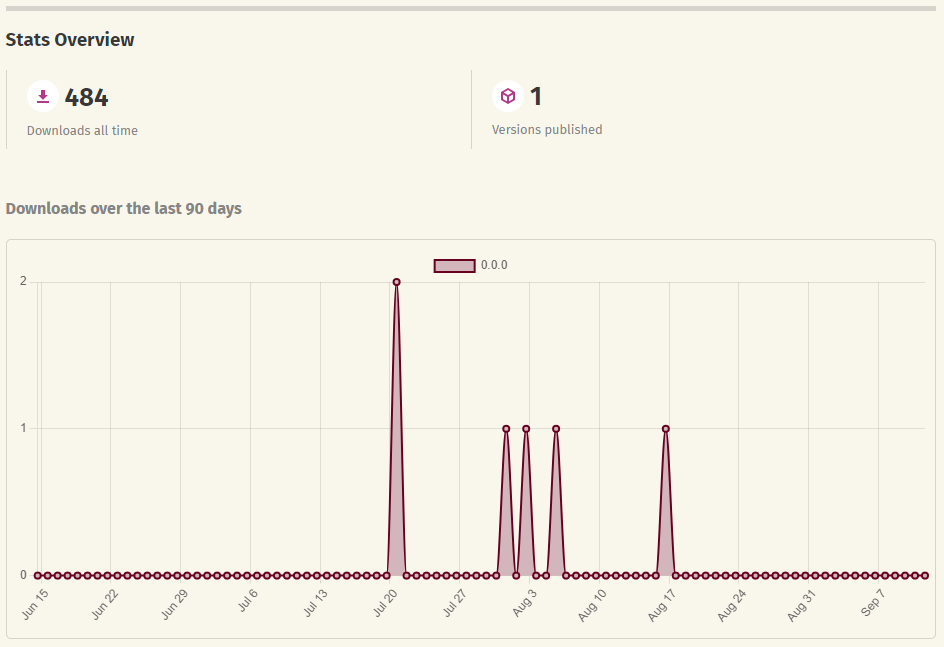 Stats Overview
484
Downloads all time
1
Versions published
Downloads over the last 90 days
0.0.0
2
1
0
Jun 15
Jun 22
Jun 29
Jul 6
Jul 13
Jul 20
Jul 27
Aug 3
Aug 10
Aug 17
Aug 24
Aug 31
Sep 7